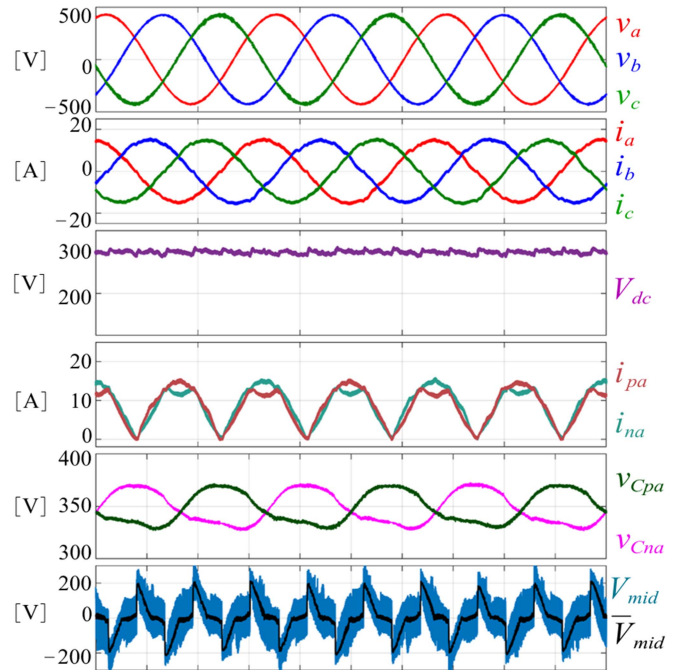 500
[V] 0
−500
v_a
v_b
v_c
20
[A] 0
−20
i_a
i_b
i_c
300
[V]
200
V_dc
20
[A] 10
0
i_pa
i_na
400
[V] 350
300
v_Cpa
v_Cna
200
[V] 0
−200
V_mid
V̅_mid